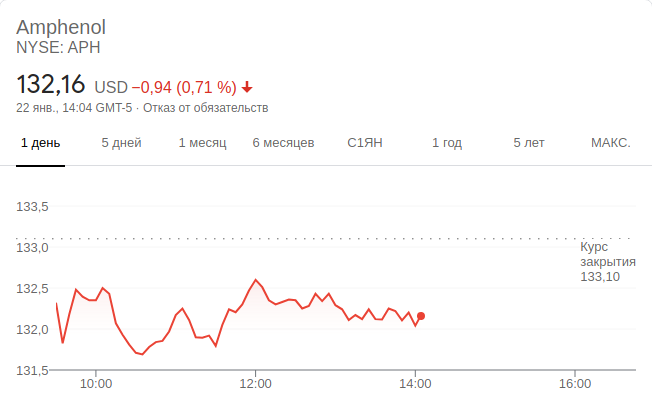 Amphenol
NYSE: APH
132,16 USD −0,94 (0,71 %)
22 янв., 14:04 GMT-5 · Отказ от обязательств
1 день 5 дней 1 месяц 6 месяцев С1ЯН 1 год 5 лет МАКС.
133,5
133,0
Курс
закрытия
133,10
132,5
132,0
131,5
10:00 12:00 14:00 16:00